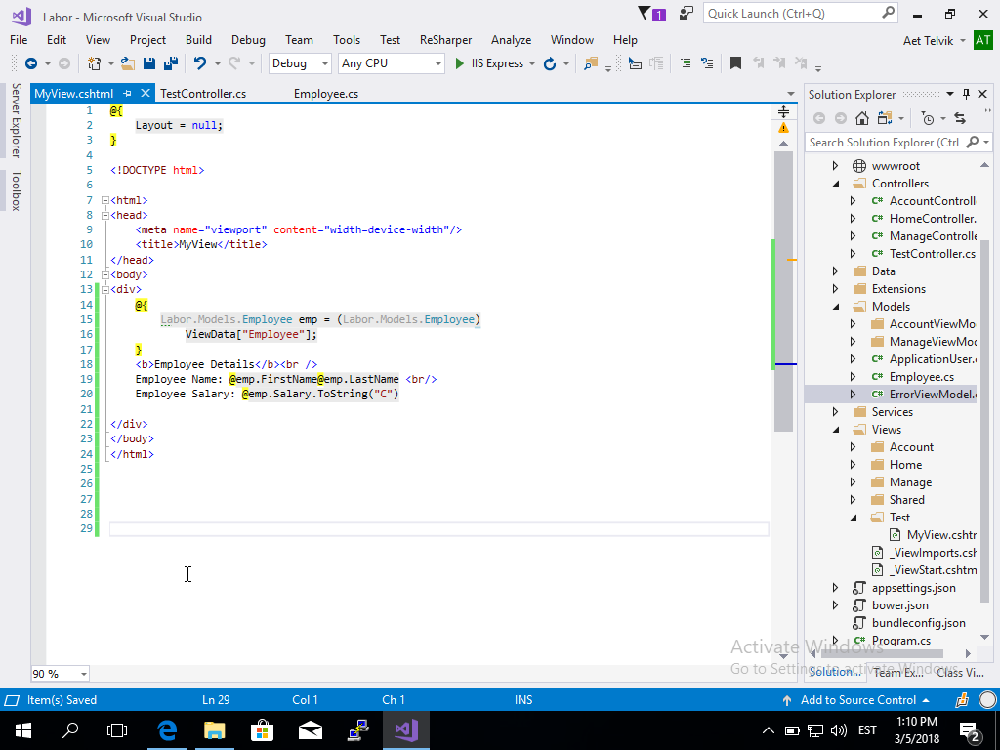 Labor - Microsoft Visual Studio
1
Quick Launch (Ctrl+Q)
File Edit View Project Build Debug Team Tools Test ReSharper Analyze Window Help
Aet Telvik
AT
Debug
Any CPU
IIS Express
Server Explorer
Toolbox
MyView.cshtml TestController.cs Employee.cs
1 @{
2 Layout = null;
3 }
4
5 <!DOCTYPE html>
6
7 <html>
8 <head>
9 <meta name="viewport" content="width=device-width"/>
10 <title>MyView</title>
11 </head>
12 <body>
13 <div>
14 @{
15 Labor.Models.Employee emp = (Labor.Models.Employee)
16 ViewData["Employee"];
17 }
18 <b>Employee Details</b><br />
19 Employee Name: @emp.FirstName@emp.LastName <br/>
20 Employee Salary: @emp.Salary.ToString("C")
21
22 </div>
23 </body>
24 </html>
25
26
27
28
29
90 %
Solution Explorer
Search Solution Explorer (Ctrl
wwwroot
Controllers
C# AccountControll
C# HomeController.
C# ManageControlle
C# TestController.cs
Data
Extensions
Models
AccountViewMo
ManageViewMod
C# ApplicationUser.
C# Employee.cs
C# ErrorViewModel.
Services
Views
Account
Home
Manage
Shared
Test
MyView.cshtr
_ViewImports.csh
_ViewStart.cshtm
appsettings.json
bower.json
bundleconfig.json
C# Program.cs
Activate Windows
Go to Settings to activate Windows.
Solution... Team Ex... Class Vi...
Item(s) Saved Ln 29 Col 1 Ch 1 INS Add to Source Control
EST
1:10 PM
3/5/2018
2